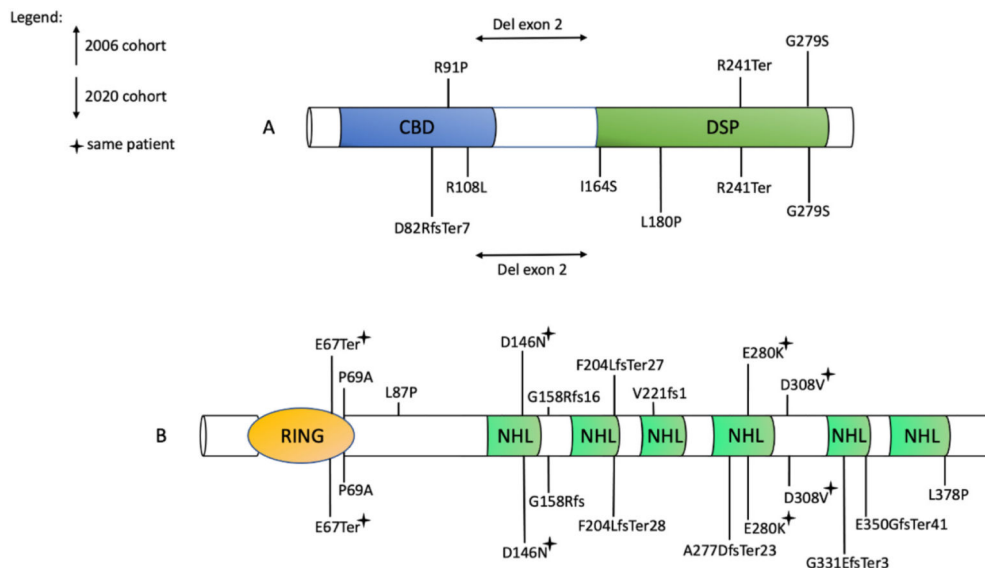 Legend:
2006 cohort
2020 cohort
same patient
Del exon 2
G279S
R241Ter
R91P
A
CBD
DSP
R108L
I164S
R241Ter
L180P
G279S
D82RfsTer7
Del exon 2
E67Ter
D146N
E280K
F204LfsTer27
P69A
L87P
G158Rfs16
V221fs1
D308V
B
RING
NHL
NHL
NHL
NHL
NHL
NHL
P69A
G158Rfs
D308V
L378P
E67Ter
F204LfsTer28
E280K
E350GfsTer41
D146N
A277DfsTer23
G331EfsTer3